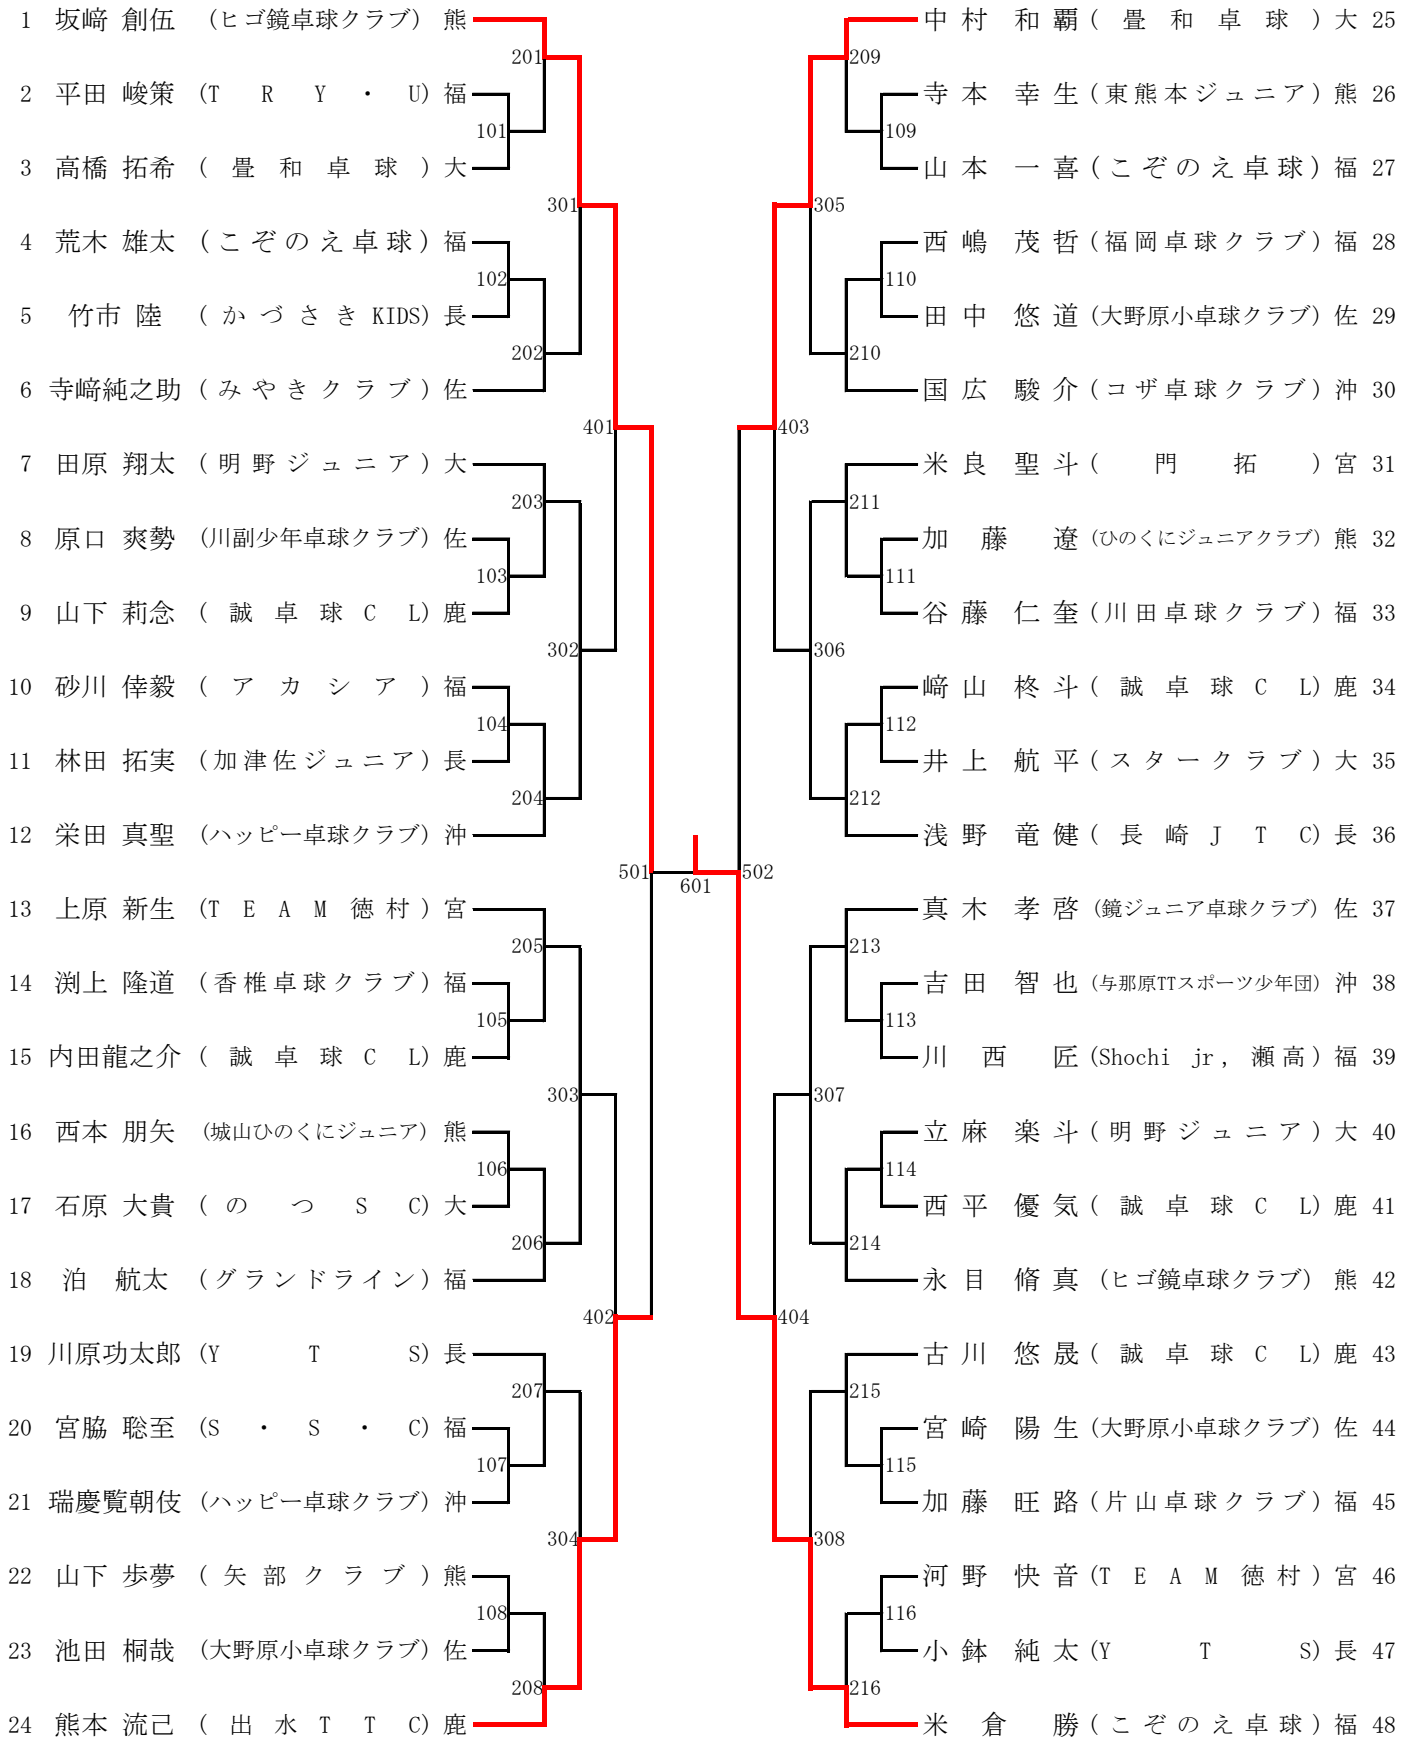 1 坂﨑 創伍 (ヒゴ鏡卓球クラブ) 熊
201
2 平田 峻策 (T R Y ・ U) 福
101
3 高橋 拓希 (畳和卓球) 大
301
4 荒木 雄太 (こぞのえ卓球) 福
102
5 竹市 陸 (かづさきKIDS) 長
202
6 寺﨑純之助 (みやきクラブ) 佐
401
7 田原 翔太 (明野ジュニア) 大
203
8 原口 爽勢 (川副少年卓球クラブ) 佐
103
9 山下 莉念 (誠卓球C L) 鹿
302
10 砂川 倖毅 (アカシア) 福
104
11 林田 拓実 (加津佐ジュニア) 長
204
12 栄田 真聖 (ハッピー卓球クラブ) 沖
501
13 上原 新生 (T E A M 徳村) 宮
205
14 渕上 隆道 (香椎卓球クラブ) 福
105
15 内田龍之介 (誠卓球C L) 鹿
303
16 西本 朋矢 (城山ひのくにジュニア) 熊
106
17 石原 大貴 (のつ S C) 大
206
18 泊 航太 (グランドライン) 福
402
19 川原功太郎 (Y T S) 長
207
20 宮脇 聡至 (S ・ S ・ C) 福
107
21 瑞慶覧朝伎 (ハッピー卓球クラブ) 沖
304
22 山下 歩夢 (矢部クラブ) 熊
108
23 池田 桐哉 (大野原小卓球クラブ) 佐
208
24 熊本 流己 (出水T T C) 鹿
601
中村 和覇 (畳和卓球) 大 25
209
寺本 幸生 (東熊本ジュニア) 熊 26
109
山本 一喜 (こぞのえ卓球) 福 27
305
西嶋 茂哲 (福岡卓球クラブ) 福 28
110
田中 悠道 (大野原小卓球クラブ) 佐 29
210
国広 駿介 (コザ卓球クラブ) 沖 30
403
米良 聖斗 (門拓) 宮 31
211
加藤 遼 (ひのくにジュニアクラブ) 熊 32
111
谷藤 仁奎 (川田卓球クラブ) 福 33
306
﨑山 柊斗 (誠卓球C L) 鹿 34
112
井上 航平 (スタークラブ) 大 35
212
浅野 竜健 (長崎J T C) 長 36
502
真木 孝啓 (鏡ジュニア卓球クラブ) 佐 37
213
吉田 智也 (与那原TTスポーツ少年団) 沖 38
113
川西 匠 (Shochi jr, 瀬高) 福 39
307
立麻 楽斗 (明野ジュニア) 大 40
114
西平 優気 (誠卓球C L) 鹿 41
214
永目 脩真 (ヒゴ鏡卓球クラブ) 熊 42
404
古川 悠晟 (誠卓球C L) 鹿 43
215
宮崎 陽生 (大野原小卓球クラブ) 佐 44
115
加藤 旺路 (片山卓球クラブ) 福 45
308
河野 快音 (T E A M 徳村) 宮 46
116
小鉢 純太 (Y T S) 長 47
216
米倉 勝 (こぞのえ卓球) 福 48